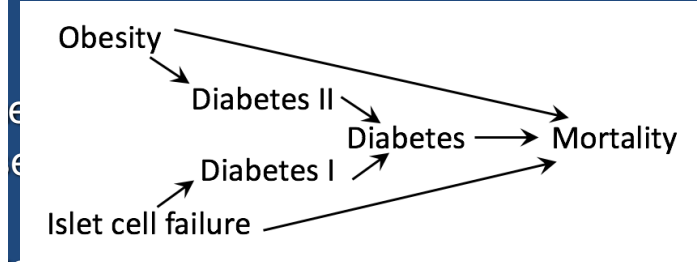 Obesity
Diabetes II
Diabetes
Mortality
Diabetes I
Islet cell failure